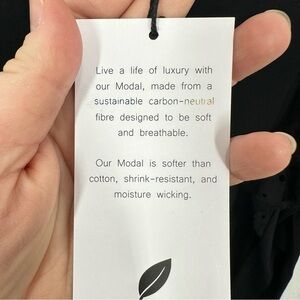 Live a life of luxury with
our Modal, made from a
sustainable carbon-neutral
fibre designed to be soft
and breathable.
Our Modal is softer than
cotton, shrink-resistant, and
moisture wicking.